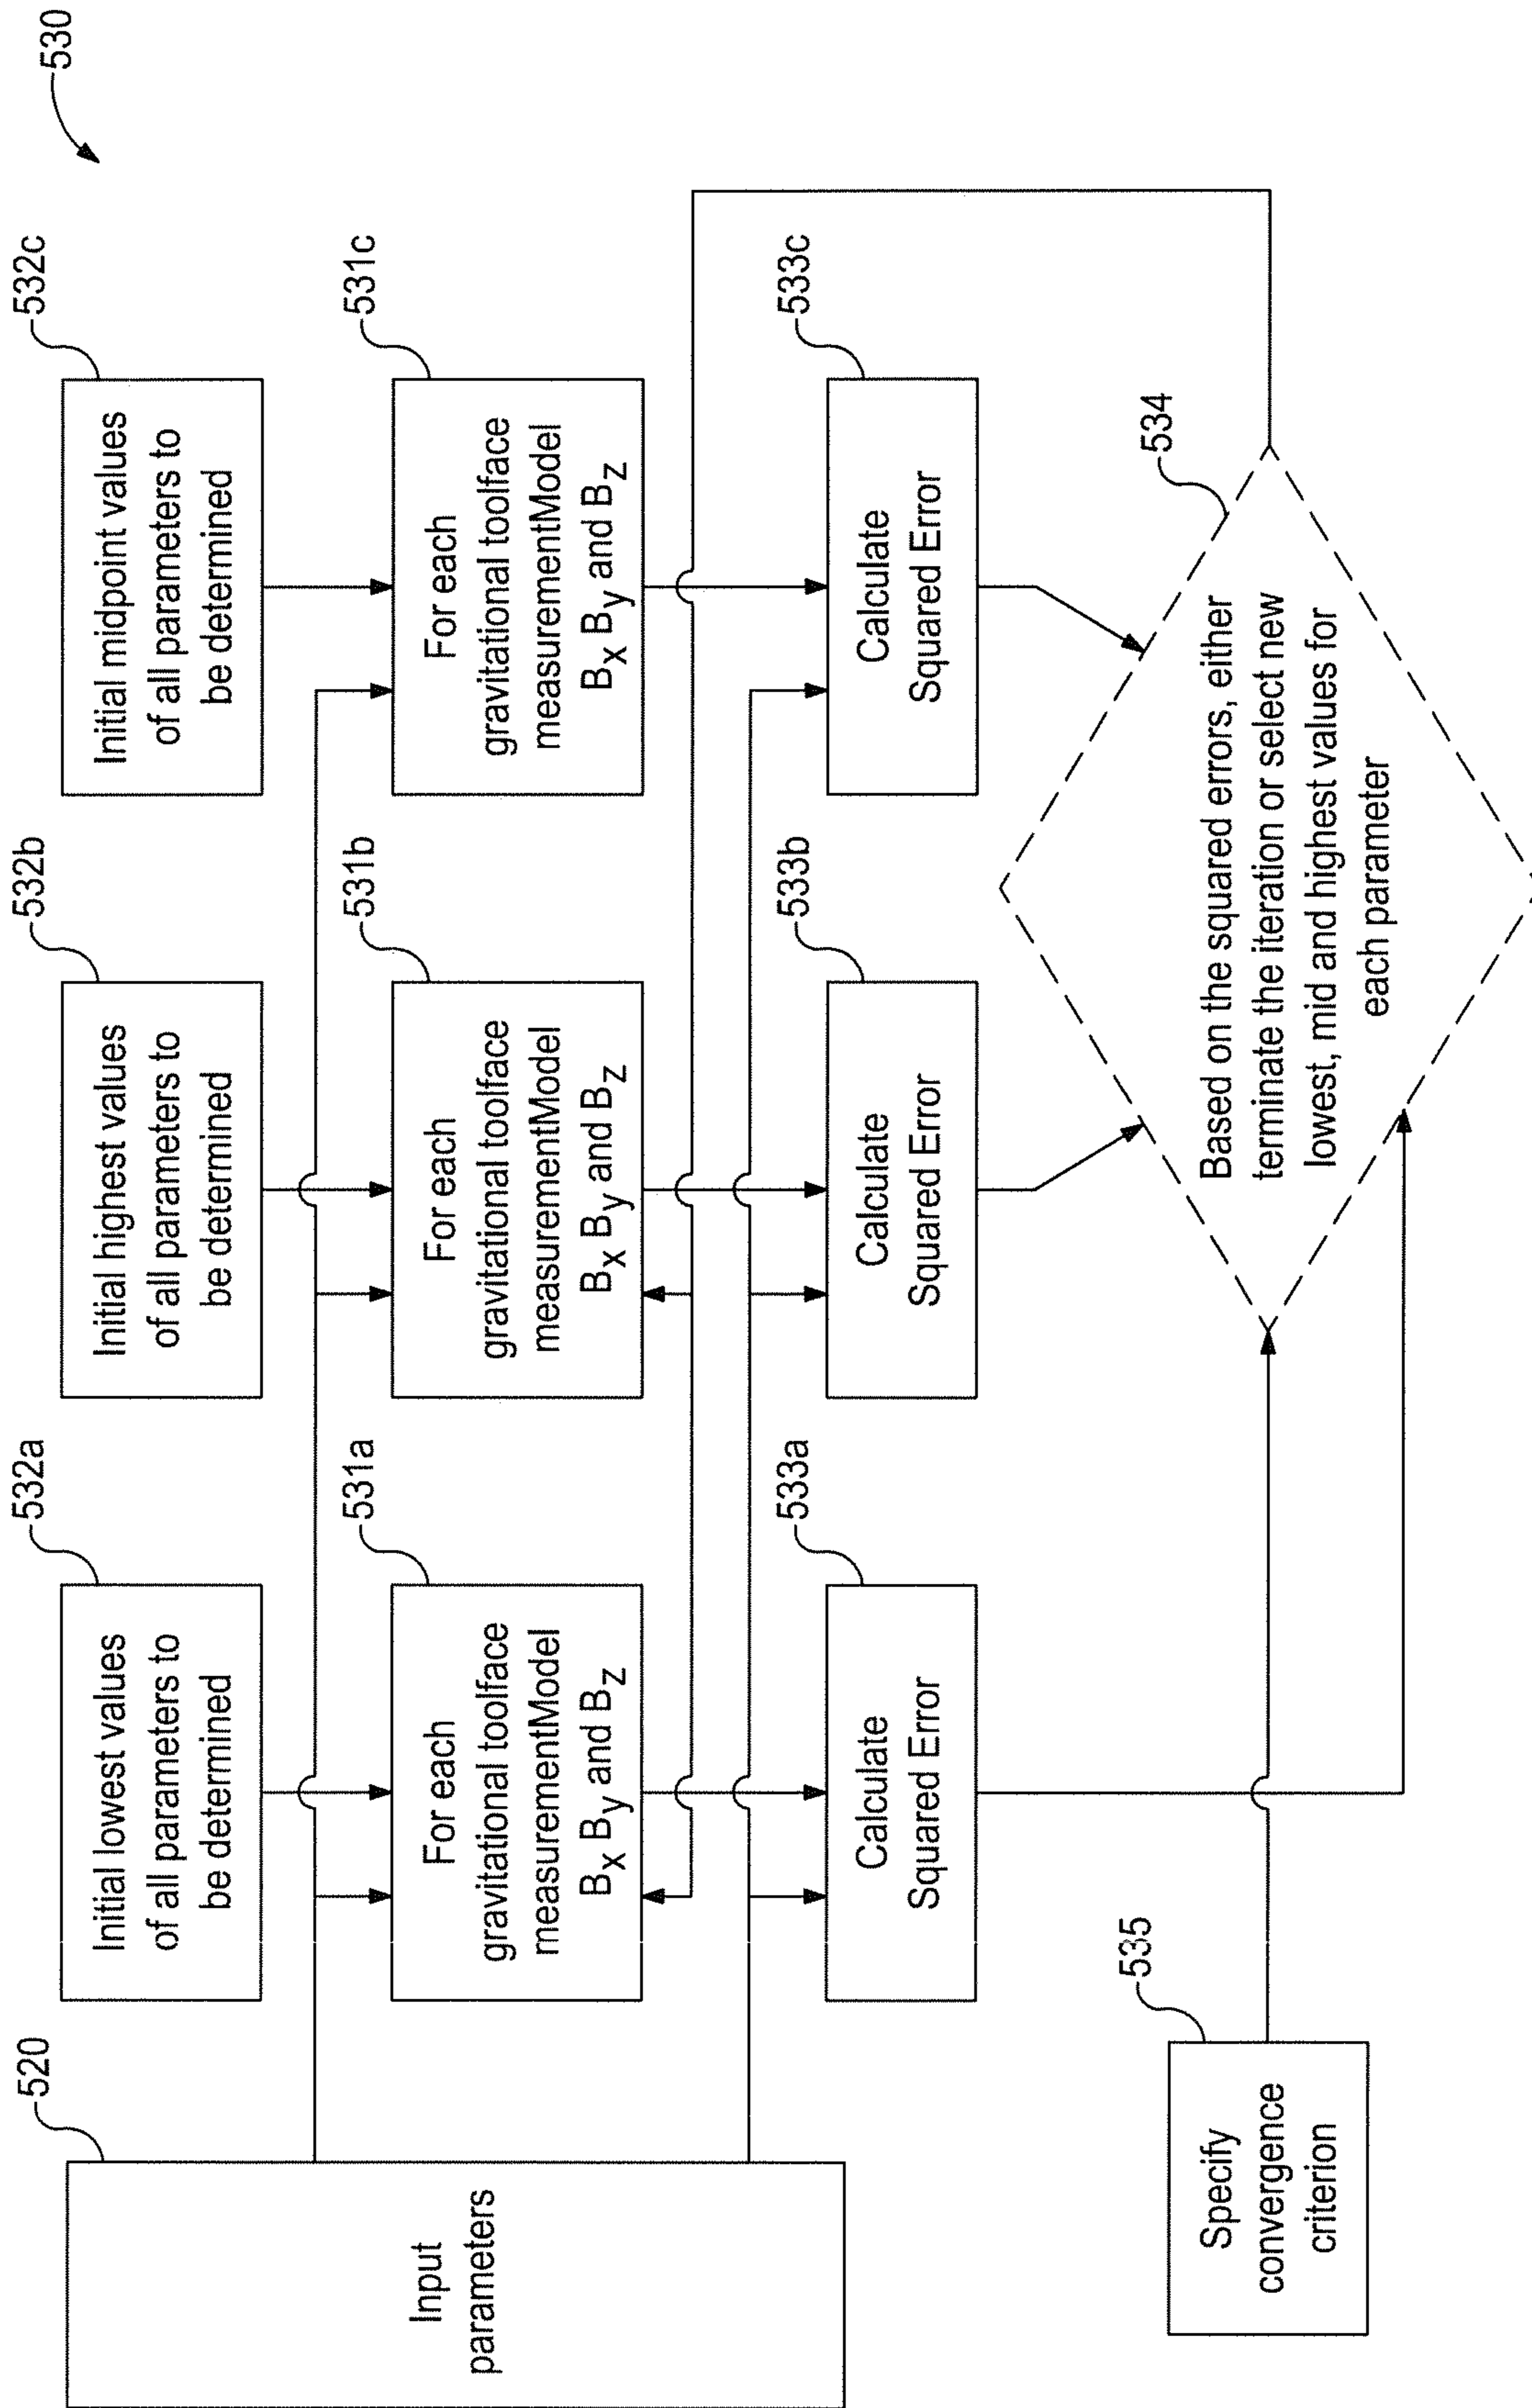 530
520
Input
parameters
532a
Initial lowest values
of all parameters to
be determined
532b
Initial highest values
of all parameters to
be determined
532c
Initial midpoint values
of all parameters to
be determined
531a
For each
gravitational toolface
measurementModel
Bx By and Bz
531b
For each
gravitational toolface
measurementModel
Bx By and Bz
531c
For each
gravitational toolface
measurementModel
Bx By and Bz
533a
Calculate
Squared Error
533b
Calculate
Squared Error
533c
Calculate
Squared Error
535
Specify
convergence
criterion
534
Based on the squared errors, either
terminate the iteration or select new
lowest, mid and highest values for
each parameter